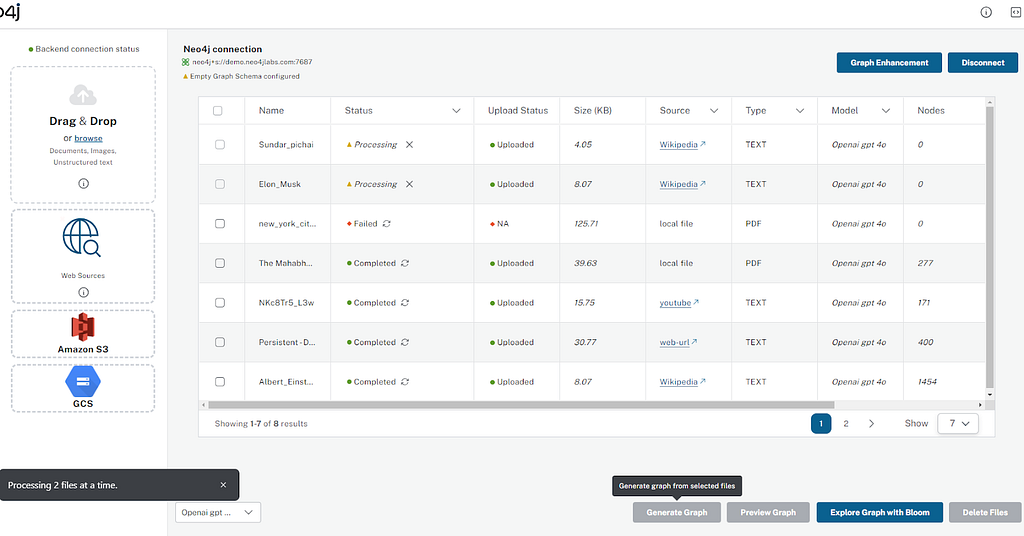 o4j
Backend connection status
Drag & Drop
or browse
Documents, Images,
Unstructured text
Web Sources
Amazon S3
GCS
Neo4j connection
neo4j+s://demo.neo4jlabs.com:7687
Empty Graph Schema configured
Graph Enhancement
Disconnect
Name Status Upload Status Size (KB) Source Type Model Nodes
Sundar_pichai Processing Uploaded 4.05 Wikipedia TEXT Openai gpt 4o 0
Elon_Musk Processing Uploaded 8.07 Wikipedia TEXT Openai gpt 4o 0
new_york_cit... Failed NA 125.71 local file PDF Openai gpt 4o 0
The Mahabh... Completed Uploaded 39.63 local file PDF Openai gpt 4o 277
NKc8Tr5_L3w Completed Uploaded 15.75 youtube TEXT Openai gpt 4o 171
Persistent-D... Completed Uploaded 30.77 web-url TEXT Openai gpt 4o 400
Albert_Einst... Completed Uploaded 8.07 Wikipedia TEXT Openai gpt 4o 1454
Showing 1-7 of 8 results
1 2
Show 7
Processing 2 files at a time.
Generate graph from selected files
Openai gpt ...
Generate Graph
Preview Graph
Explore Graph with Bloom
Delete Files